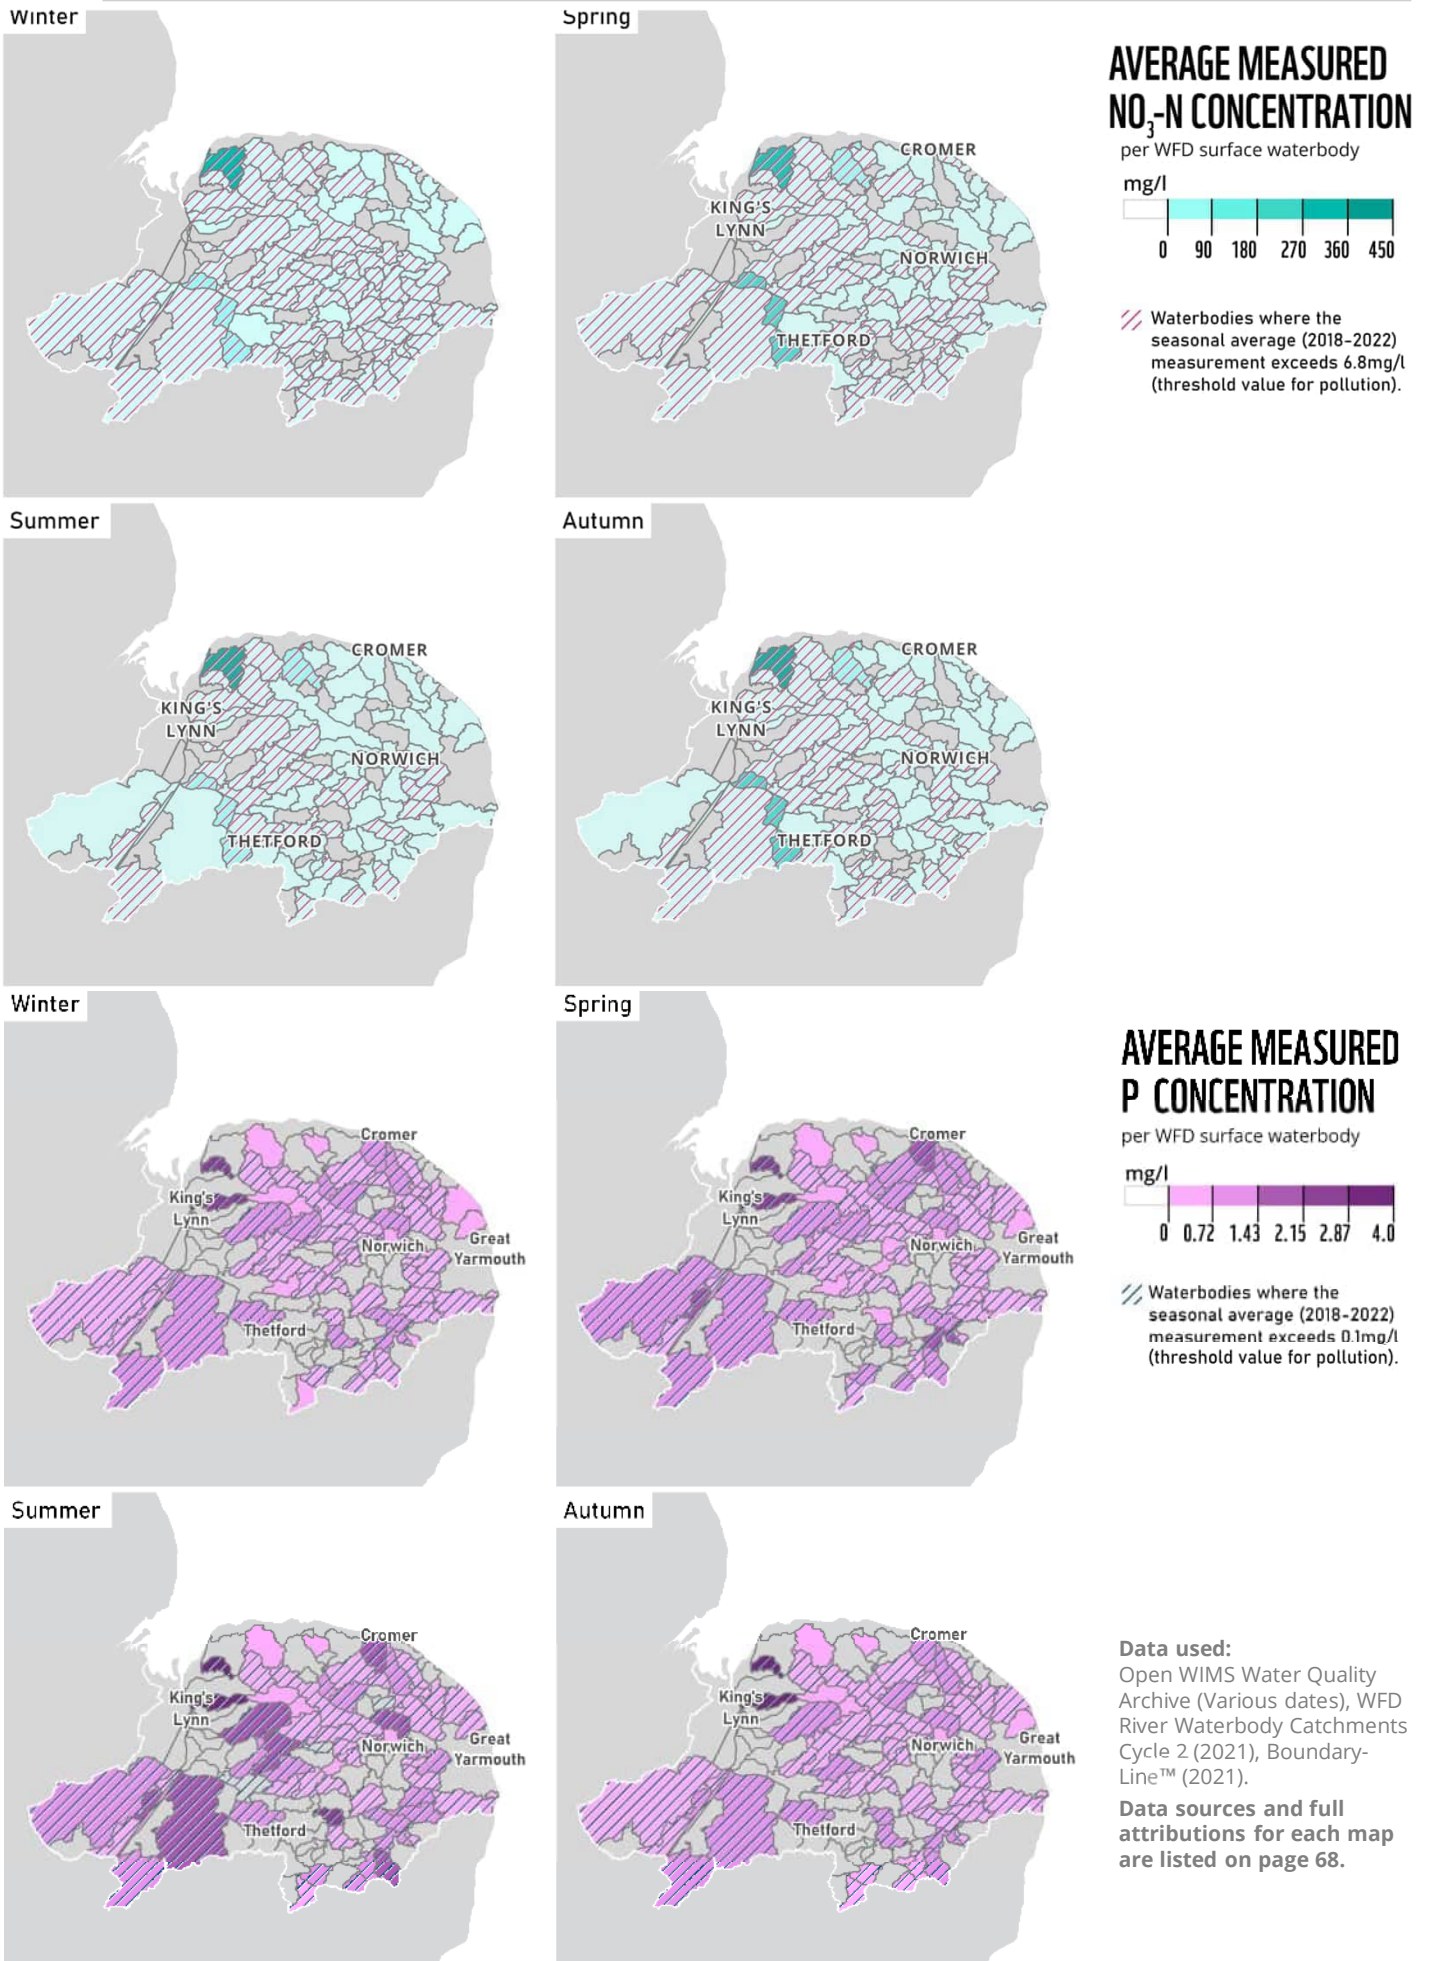 Winter
Spring
AVERAGE MEASURED
NO3-N CONCENTRATION
per WFD surface waterbody
mg/l
0 90 180 270 360 450
Waterbodies where the
seasonal average (2018-2022)
measurement exceeds 6.8mg/l
(threshold value for pollution).
CROMER
KING'S
LYNN
NORWICH
THETFORD
Summer
CROMER
KING'S
LYNN
NORWICH
THETFORD
Autumn
CROMER
KING'S
LYNN
NORWICH
THETFORD
Winter
Cromer
King's
Lynn
Norwich
Great
Yarmouth
Thetford
Spring
Cromer
King's
Lynn
Norwich
Great
Yarmouth
Thetford
AVERAGE MEASURED
P CONCENTRATION
per WFD surface waterbody
mg/l
0 0.72 1.43 2.15 2.87 4.0
Waterbodies where the
seasonal average (2018-2022)
measurement exceeds 0.1mg/l
(threshold value for pollution).
Summer
Cromer
King's
Lynn
Norwich
Great
Yarmouth
Thetford
Autumn
Cromer
King's
Lynn
Norwich
Great
Yarmouth
Thetford
Data used:
Open WIMS Water Quality
Archive (Various dates), WFD
River Waterbody Catchments
Cycle 2 (2021), Boundary-
Line™ (2021).
Data sources and full
attributions for each map
are listed on page 68.